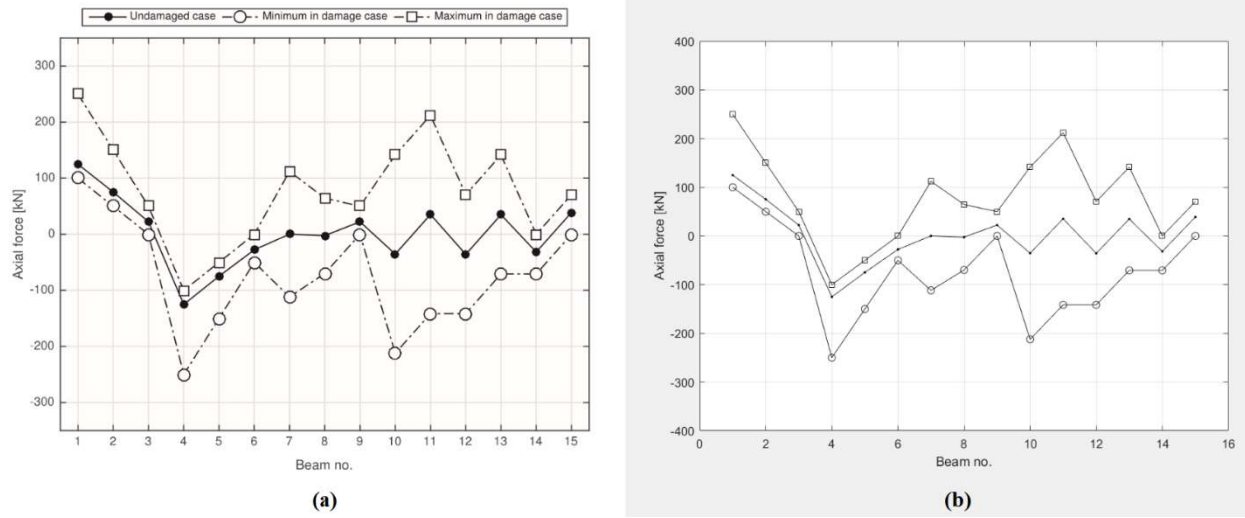 Undamaged case Minimum in damage case Maximum in damage case
300
200
100
0
-100
-200
-300
Axial force [kN]
1 2 3 4 5 6 7 8 9 10 11 12 13 14 15
Beam no.
(a)
400
300
200
100
0
-100
-200
-300
-400
Axial force [kN]
0 2 4 6 8 10 12 14 16
Beam no.
(b)